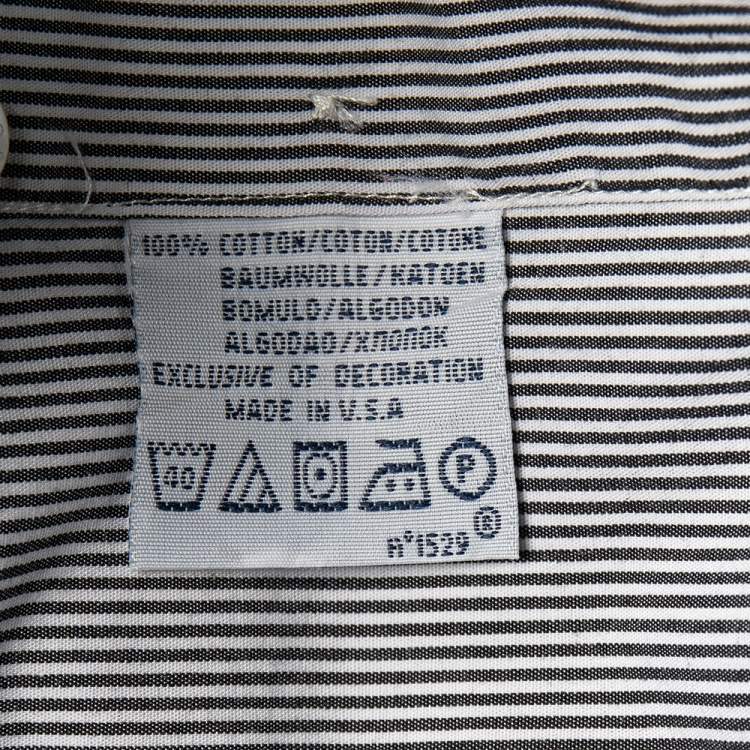 100% COTTON/COTON/COTONE
BAUMWOLLE/KATOEN
BOMULD/ALGODON
ALGODAO/ХЛОПОК
EXCLUSIVE OF DECORATION
MADE IN V.S.A
40 P
n°1529 ®